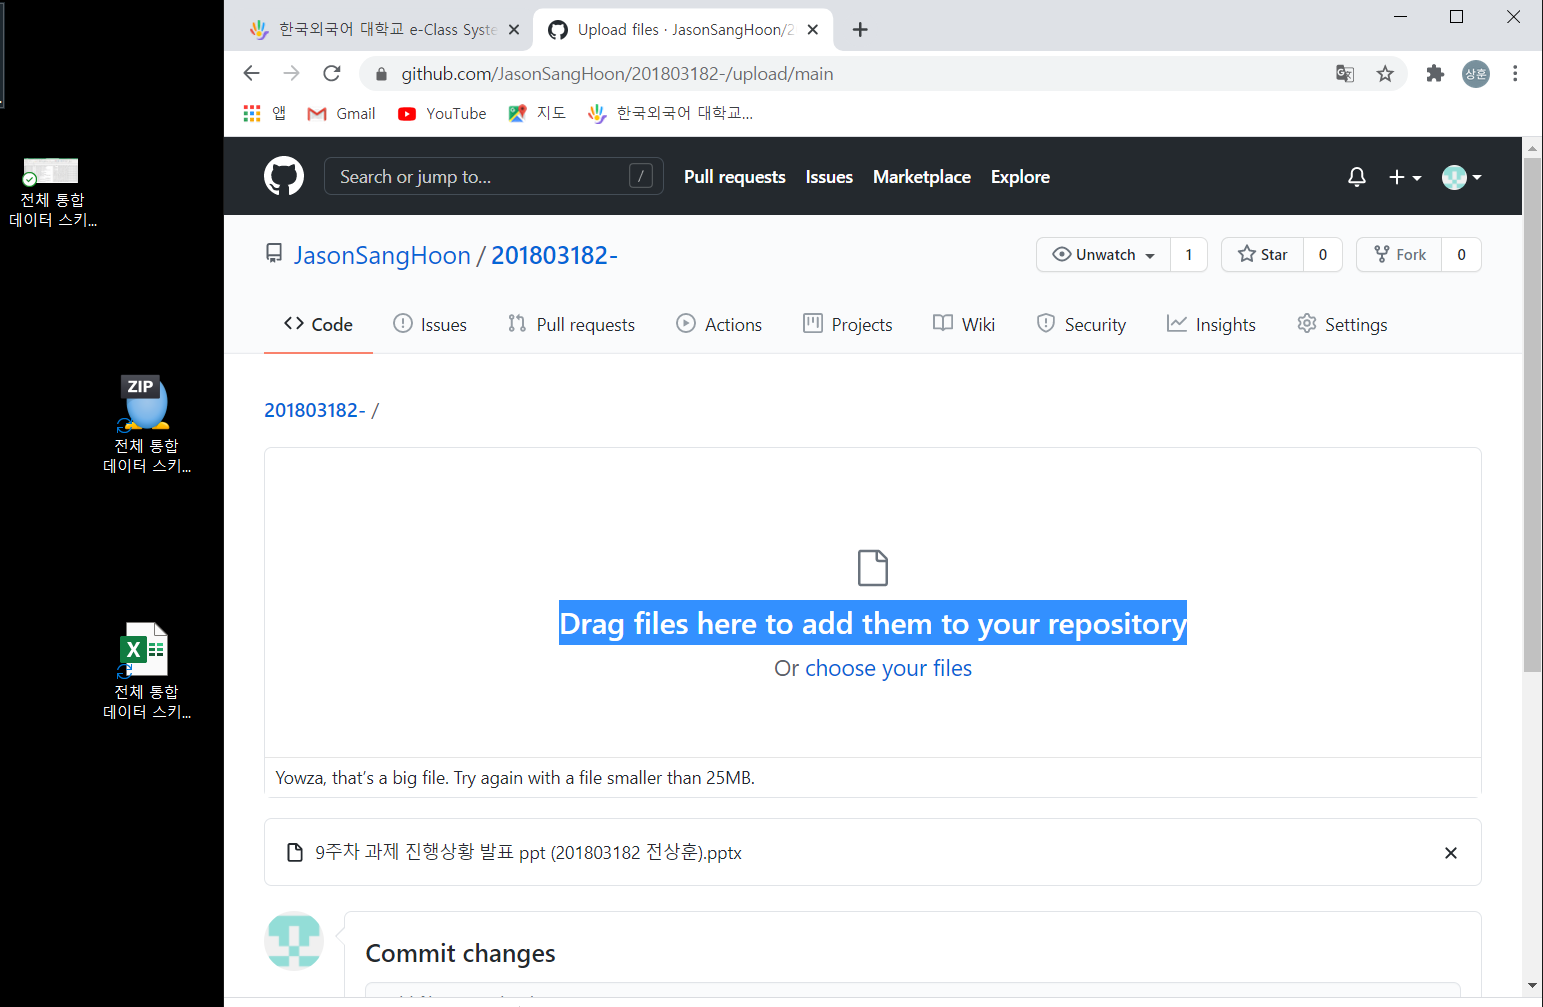 한국외국어 대학교 e-Class Syste
Upload files · JasonSangHoon/2
github.com/JasonSangHoon/201803182-/upload/main
상훈
앱
Gmail
YouTube
지도
한국외국어 대학교...
Search or jump to...
/
Pull requests
Issues
Marketplace
Explore
JasonSangHoon / 201803182-
Unwatch 1
Star 0
Fork 0
Code
Issues
Pull requests
Actions
Projects
Wiki
Security
Insights
Settings
201803182- /
Drag files here to add them to your repository
Or choose your files
Yowza, that’s a big file. Try again with a file smaller than 25MB.
9주차 과제 진행상황 발표 ppt (201803182 전상훈).pptx
Commit changes
전체 통합
데이터 스키...
ZIP
전체 통합
데이터 스키...
X
전체 통합
데이터 스키...